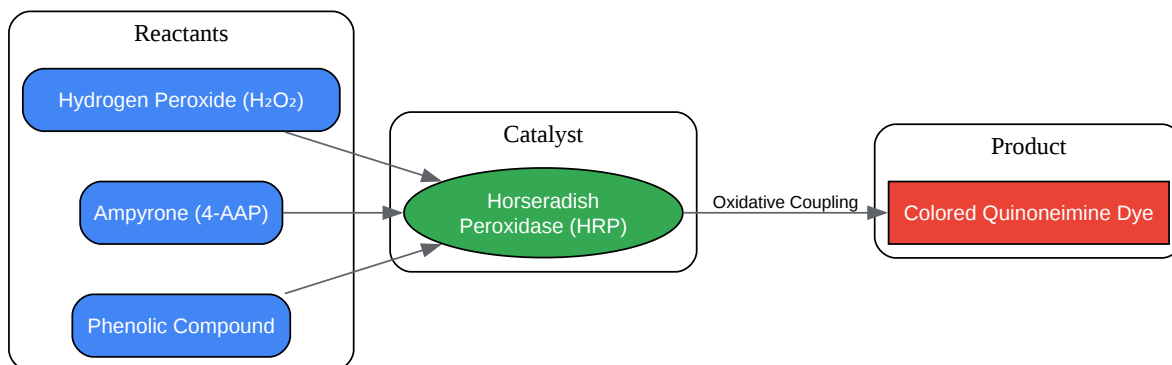 Reactants
Hydrogen Peroxide (H₂O₂)
Ampyrone (4-AAP)
Phenolic Compound
Catalyst
Horseradish
Peroxidase (HRP)
Oxidative Coupling
Product
Colored Quinoneimine Dye